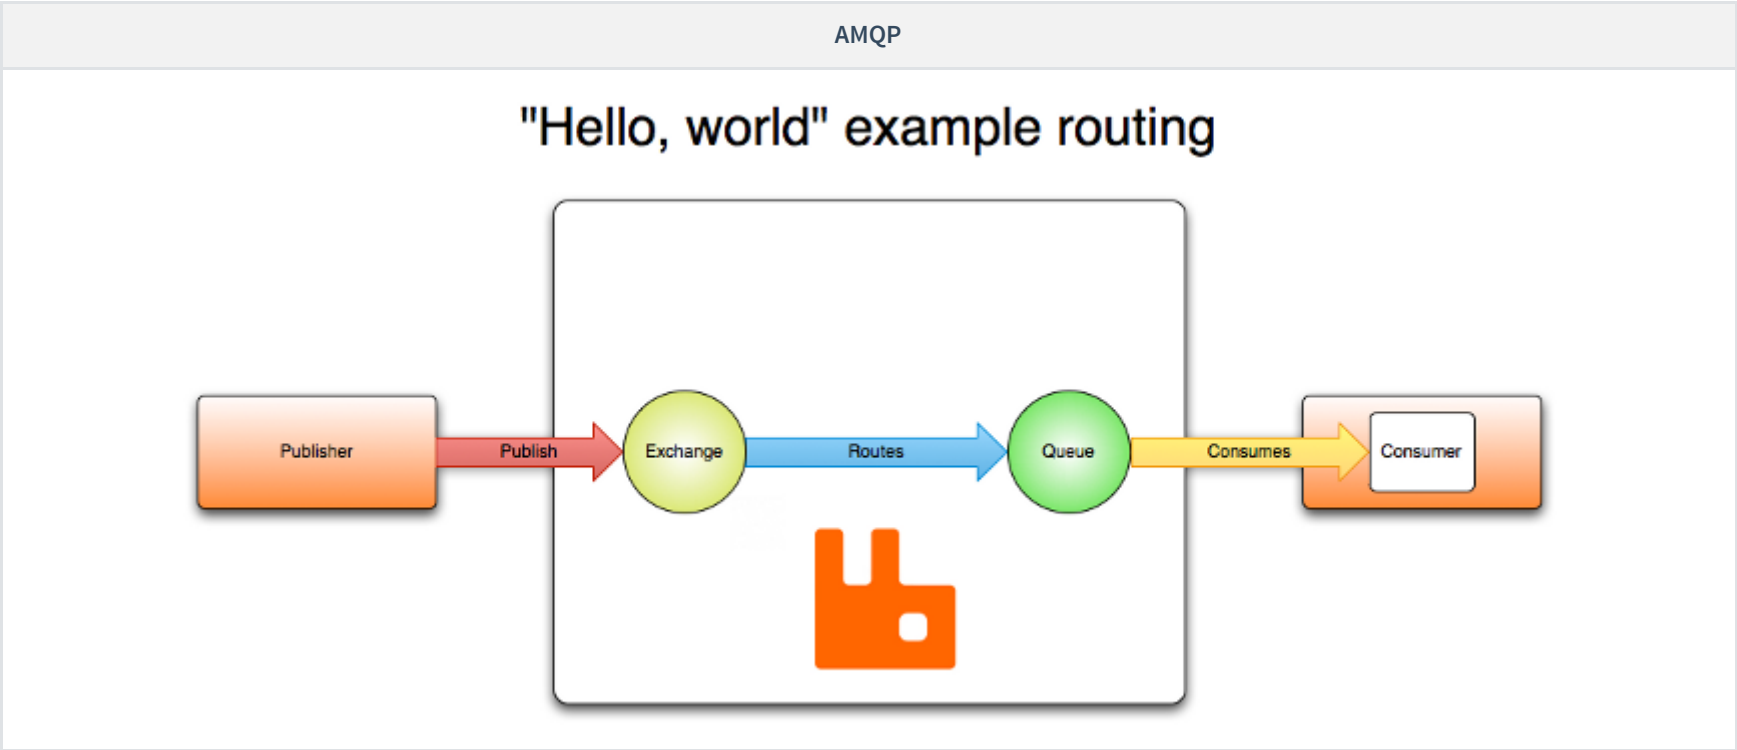 AMQP
"Hello, world" example routing
Publisher
Publish
Exchange
Routes
Queue
Consumes
Consumer